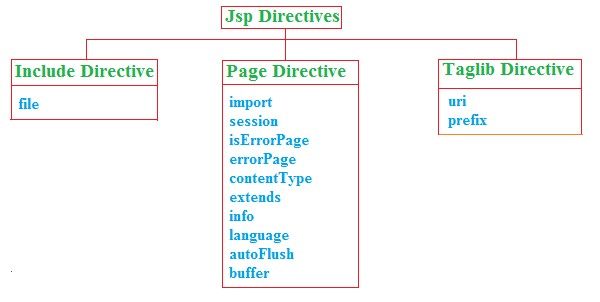 Jsp Directives
Include Directive
file
Page Directive
import
session
isErrorPage
errorPage
contentType
extends
info
language
autoFlush
buffer
Taglib Directive
uri
prefix